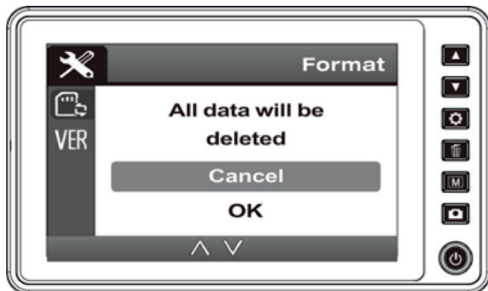 Format
All data will be
deleted
VER
Cancel
OK
M